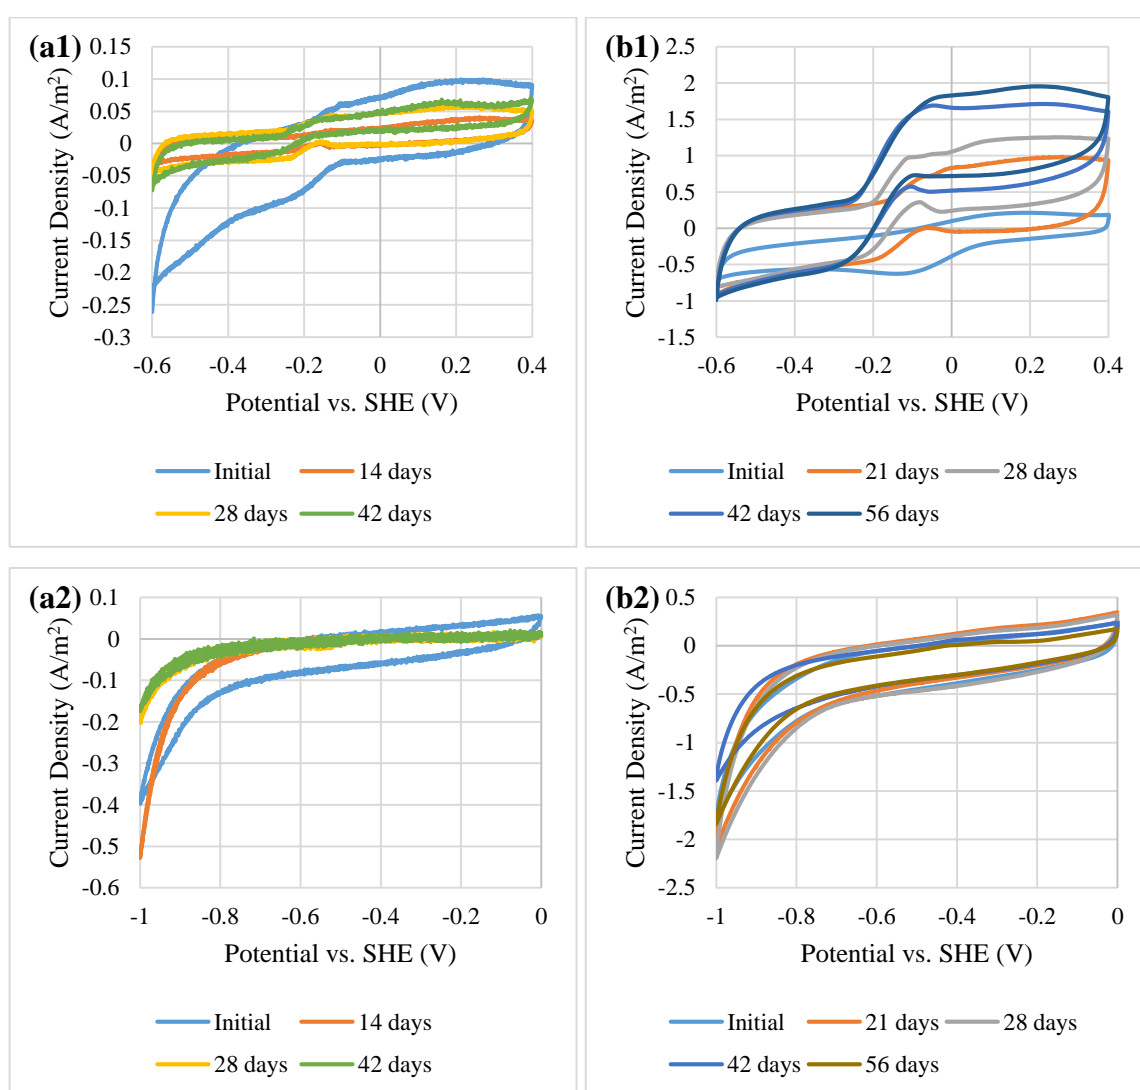 (a1)
Current Density (A/m²)
0.15
0.1
0.05
0
-0.05
-0.1
-0.15
-0.2
-0.25
-0.3
-0.6 -0.4 -0.2 0 0.2 0.4
Potential vs. SHE (V)
Initial 14 days
28 days 42 days
(b1)
Current Density (A/m²)
2.5
2
1.5
1
0.5
0
-0.5
-1
-1.5
-0.6 -0.4 -0.2 0 0.2 0.4
Potential vs. SHE (V)
Initial 21 days 28 days
42 days 56 days
(a2)
Current Density (A/m²)
0.1
0
-0.1
-0.2
-0.3
-0.4
-0.5
-0.6
-1 -0.8 -0.6 -0.4 -0.2 0
Potential vs. SHE (V)
Initial 14 days
28 days 42 days
(b2)
Current Density (A/m²)
0.5
0
-0.5
-1
-1.5
-2
-2.5
-1 -0.8 -0.6 -0.4 -0.2 0
Potential vs. SHE (V)
Initial 21 days 28 days
42 days 56 days